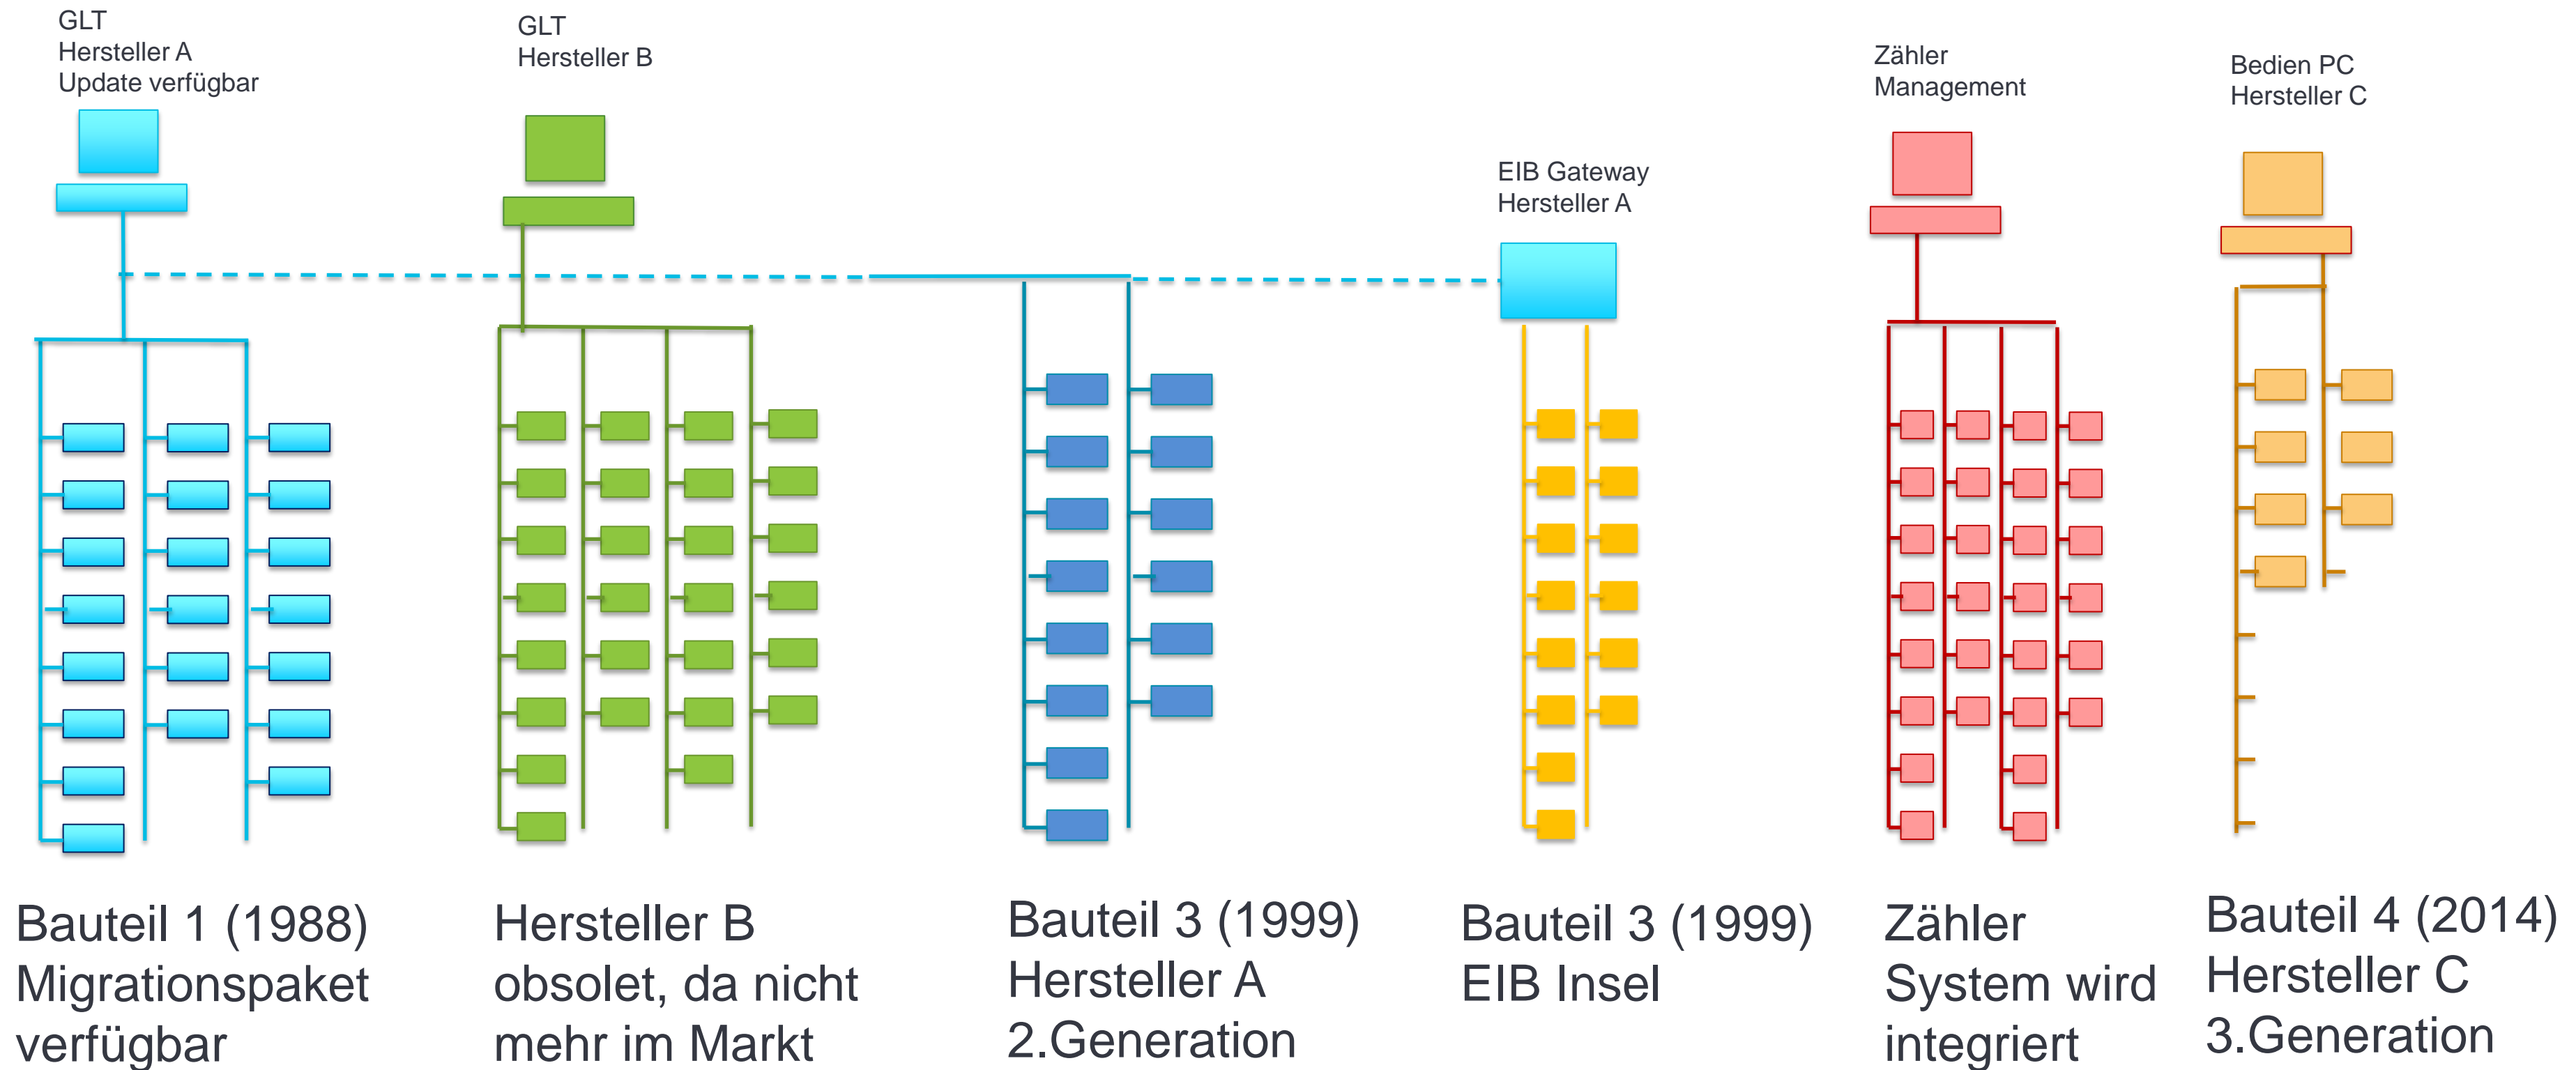 GLT
Hersteller A
Update verfügbar
GLT
Hersteller B
EIB Gateway
Hersteller A
Zähler
Management
Bedien PC
Hersteller C
Bauteil 1 (1988)
Migrationspaket
verfügbar
Hersteller B
obsolet, da nicht
mehr im Markt
Bauteil 3 (1999)
Hersteller A
2.Generation
Bauteil 3 (1999)
EIB Insel
Zähler
System wird
integriert
Bauteil 4 (2014)
Hersteller C
3.Generation